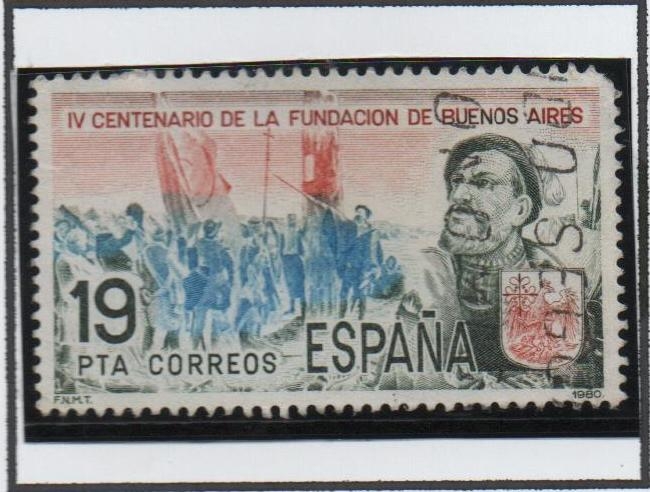 IV CENTENARIO DE LA FUNDACION DE BUENOS AIRES
19
PTA CORREOS ESPAÑA
F.N.M.T. 1980